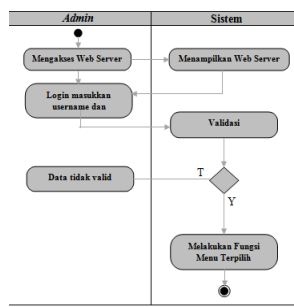 Admin
Sistem
Mengakses Web Server
Menampilkan Web Server
Login masukkan
username dan
Validasi
Data tidak valid
T
Y
Melakukan Fungsi
Menu Terpilih